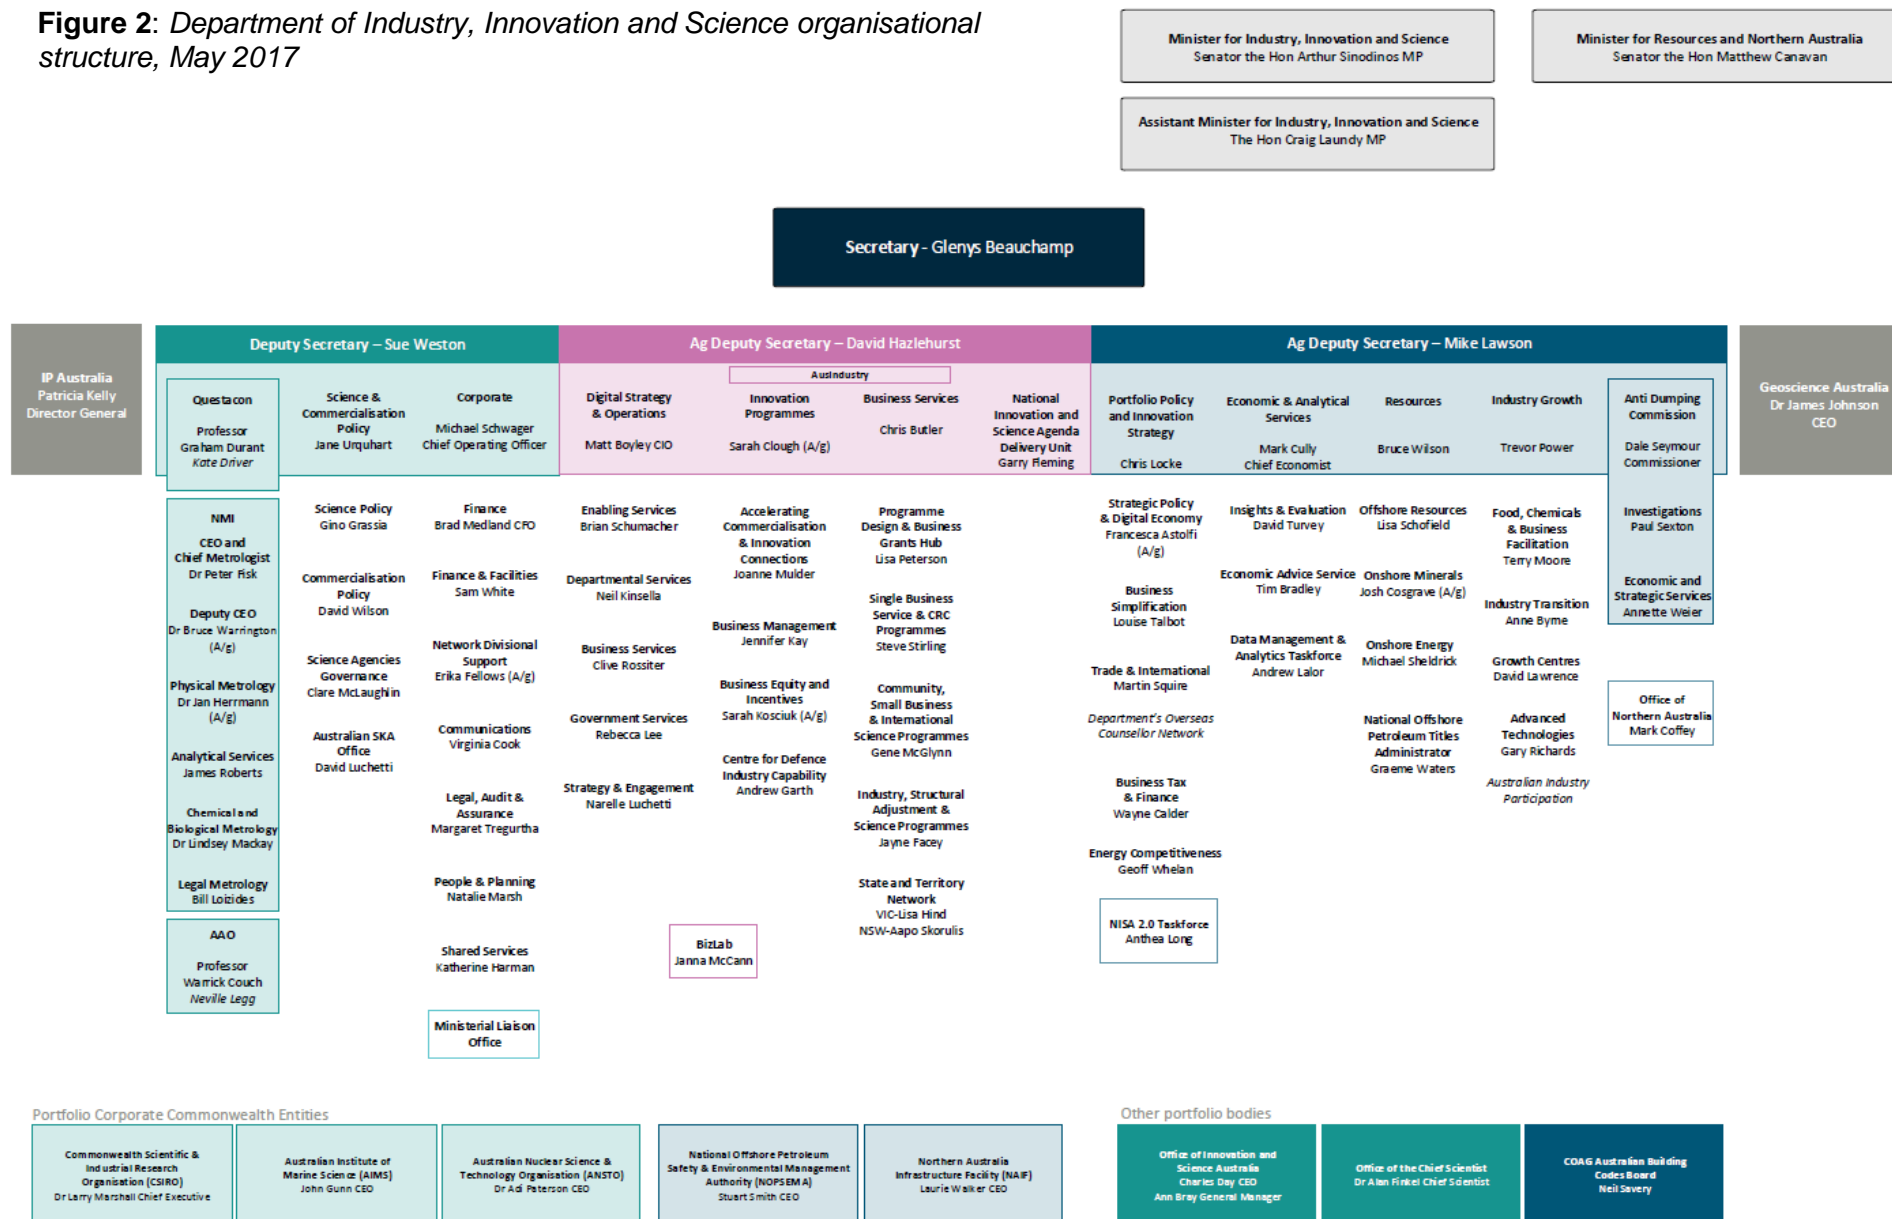 Figure 2: Department of Industry, Innovation and Science organisational
structure, May 2017
Minister for Industry, Innovation and Science
Senator the Hon Arthur Sinodinos MP
Minister for Resources and Northern Australia
Senator the Hon Matthew Canavan
Assistant Minister for Industry, Innovation and Science
The Hon Craig Laundy MP
Secretary - Glenys Beauchamp
IP Australia
Patricia Kelly
Director General
Deputy Secretary – Sue Weston
Questacon
Professor
Graham Durant
Kate Driver
Science &
Commercialisation
Policy
Jane Urquhart
Corporate
Michael Schwager
Chief Operating Officer
Ag Deputy Secretary – David Hazlehurst
AusIndustry
Digital Strategy
& Operations
Matt Boyley CIO
Innovation
Programmes
Sarah Clough (A/g)
Business Services
Chris Butler
National
Innovation and
Science Agenda
Delivery Unit
Garry Fleming
Ag Deputy Secretary – Mike Lawson
Portfolio Policy
and Innovation
Strategy
Chris Locke
Economic & Analytical
Services
Mark Cully
Chief Economist
Resources
Bruce Wilson
Industry Growth
Trevor Power
Anti Dumping
Commission
Dale Seymour
Commissioner
Geoscience Australia
Dr James Johnson
CEO
NMI
CEO and
Chief Metrologist
Dr Peter Fisk
Deputy CEO
Dr Bruce Warrington
(A/g)
Physical Metrology
Dr Jan Herrmann
(A/g)
Analytical Services
James Roberts
Chemical and
Biological Metrology
Dr Lindsey Mackay
Legal Metrology
Bill Loizides
AAO
Professor
Warrick Couch
Neville Legg
Science Policy
Gino Grassia
Commercialisation
Policy
David Wilson
Science Agencies
Governance
Clare McLaughlin
Australian SKA
Office
David Luchetti
Finance
Brad Medland CFO
Finance & Facilities
Sam White
Network Divisional
Support
Erika Fellows (A/g)
Communications
Virginia Cook
Legal, Audit &
Assurance
Margaret Tregurtha
People & Planning
Natalie Marsh
Shared Services
Katherine Harman
Ministerial Liaison
Office
Enabling Services
Brian Schumacher
Departmental Services
Neil Kinsella
Business Services
Clive Rossiter
Government Services
Rebecca Lee
Strategy & Engagement
Narelle Luchetti
Accelerating
Commercialisation
& Innovation
Connections
Joanne Mulder
Business Management
Jennifer Kay
Business Equity and
Incentives
Sarah Kosciuk (A/g)
Centre for Defence
Industry Capability
Andrew Garth
BizLab
Janna McCann
Programme
Design & Business
Grants Hub
Lisa Peterson
Single Business
Service & CRC
Programmes
Steve Stirling
Community,
Small Business
& International
Science Programmes
Gene McGlynn
Industry, Structural
Adjustment &
Science Programmes
Jayne Facey
State and Territory
Network
VIC-Lisa Hind
NSW-Aapo Skorulis
Strategic Policy
& Digital Economy
Francesca Astolfi
(A/g)
Business
Simplification
Louise Talbot
Trade & International
Martin Squire
Department's Overseas
Counsellor Network
Business Tax
& Finance
Wayne Calder
Energy Competitiveness
Geoff Whelan
NISA 2.0 Taskforce
Anthea Long
Insights & Evaluation
David Turvey
Economic Advice Service
Tim Bradley
Data Management &
Analytics Taskforce
Andrew Lalor
Offshore Resources
Lisa Schofield
Onshore Minerals
Josh Cosgrave (A/g)
Onshore Energy
Michael Sheldrick
National Offshore
Petroleum Titles
Administrator
Graeme Waters
Food, Chemicals
& Business
Facilitation
Terry Moore
Industry Transition
Anne Byrne
Growth Centres
David Lawrence
Advanced
Technologies
Gary Richards
Australian Industry
Participation
Investigations
Paul Sexton
Economic and
Strategic Services
Annette Weier
Office of
Northern Australia
Mark Coffey
Portfolio Corporate Commonwealth Entities
Commonwealth Scientific &
Industrial Research
Organisation (CSIRO)
Dr Larry Marshall Chief Executive
Australian Institute of
Marine Science (AIMS)
John Gunn CEO
Australian Nuclear Science &
Technology Organisation (ANSTO)
Dr Adi Paterson CEO
National Offshore Petroleum
Safety & Environmental Management
Authority (NOPSEMA)
Stuart Smith CEO
Northern Australia
Infrastructure Facility (NAIF)
Laurie Walker CEO
Other portfolio bodies
Office of Innovation and
Science Australia
Charles Day CEO
Ann Bray General Manager
Office of the Chief Scientist
Dr Alan Finkel Chief Scientist
COAG Australian Building
Codes Board
Neil Savery